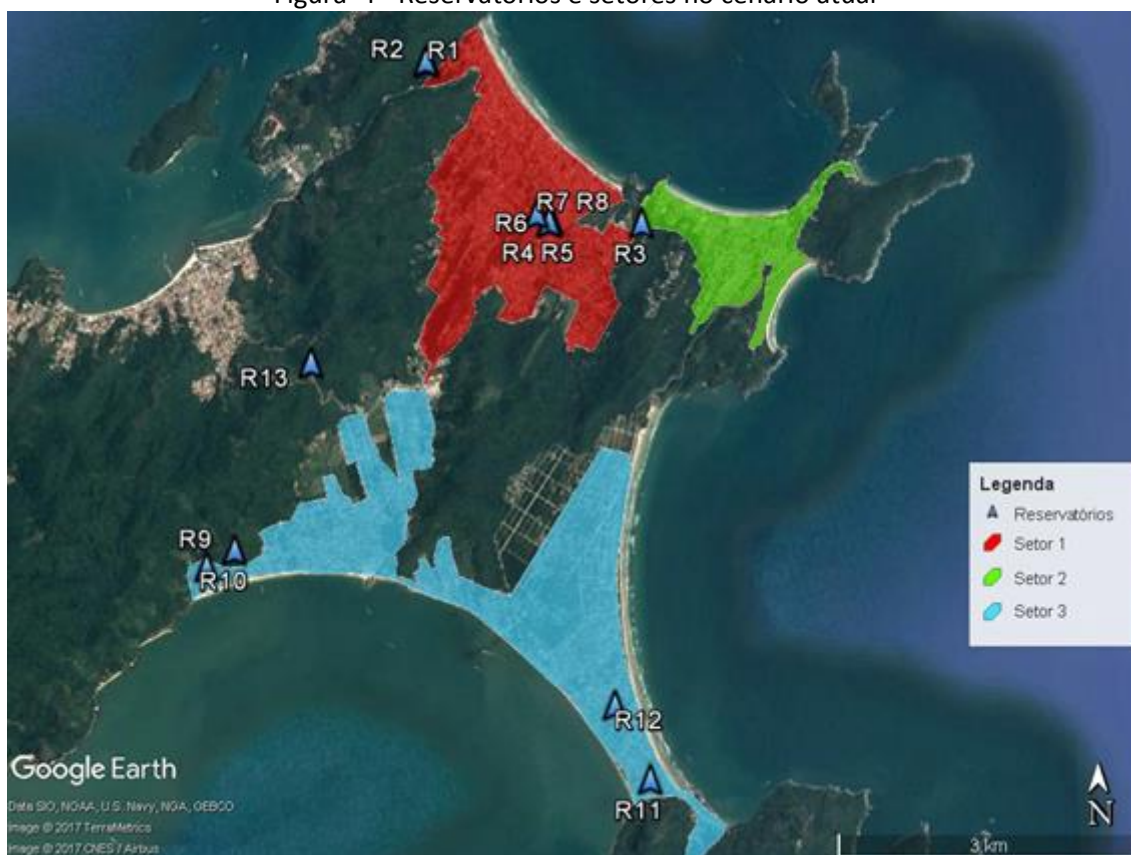 Figura 4 - Reservatórios e setores no cenário atual
R2 R1
R7 R8
R6
R4 R5
R3
R13
R9
R10
R12
R11
Legenda
Reservatórios
Setor 1
Setor 2
Setor 3
Google Earth
Data SIO, NOAA, U.S. Navy, NGA, GEBCO
Image © 2017 TerraMetrics
Image © 2017 CNES / Airbus
N
3 km